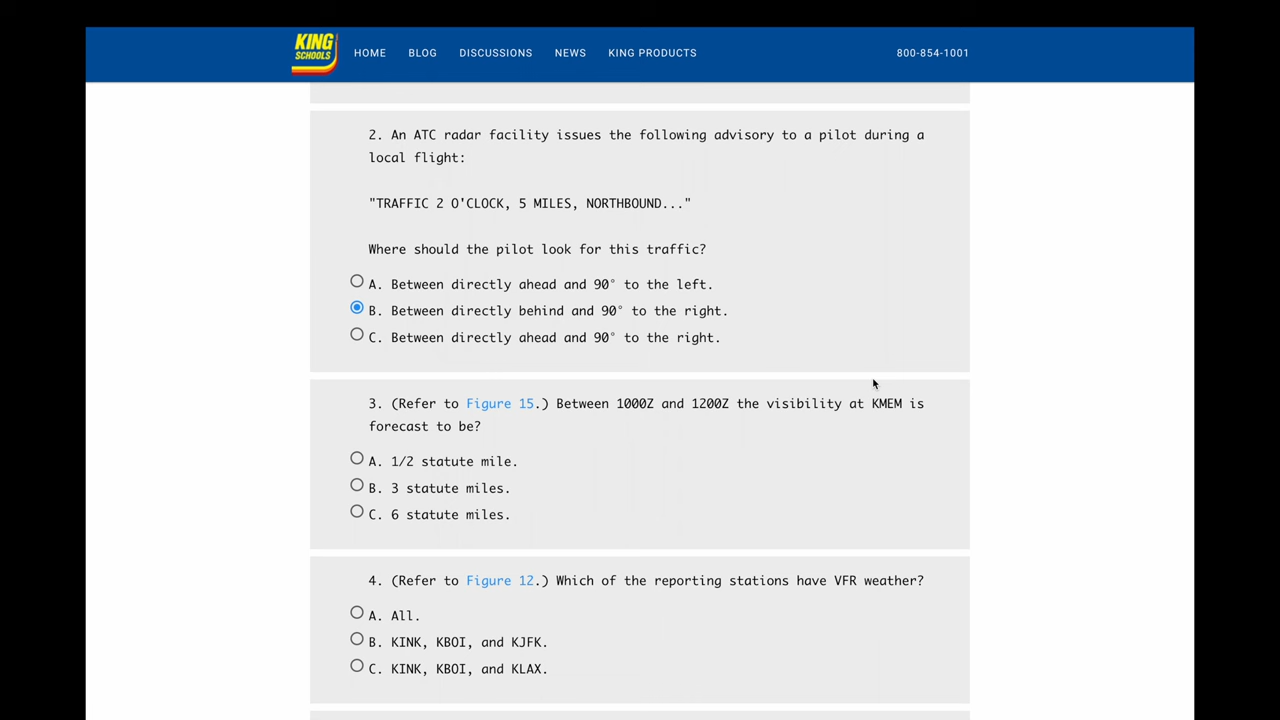 KING
SCHOOLS
HOME BLOG DISCUSSIONS NEWS KING PRODUCTS 800-854-1001
2. An ATC radar facility issues the following advisory to a pilot during a
local flight:
"TRAFFIC 2 O'CLOCK, 5 MILES, NORTHBOUND..."
Where should the pilot look for this traffic?
A. Between directly ahead and 90° to the left.
B. Between directly behind and 90° to the right.
C. Between directly ahead and 90° to the right.
3. (Refer to Figure 15.) Between 1000Z and 1200Z the visibility at KMEM is
forecast to be?
A. 1/2 statute mile.
B. 3 statute miles.
C. 6 statute miles.
4. (Refer to Figure 12.) Which of the reporting stations have VFR weather?
A. All.
B. KINK, KBOI, and KJFK.
C. KINK, KBOI, and KLAX.